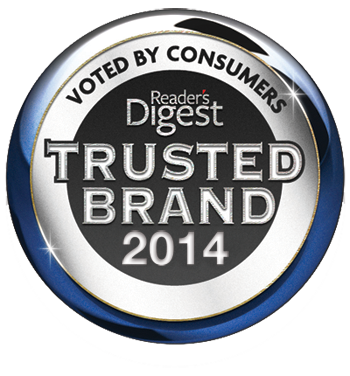 VOTED BY CONSUMERS
Reader's
Digest
TRUSTED
BRAND
2014